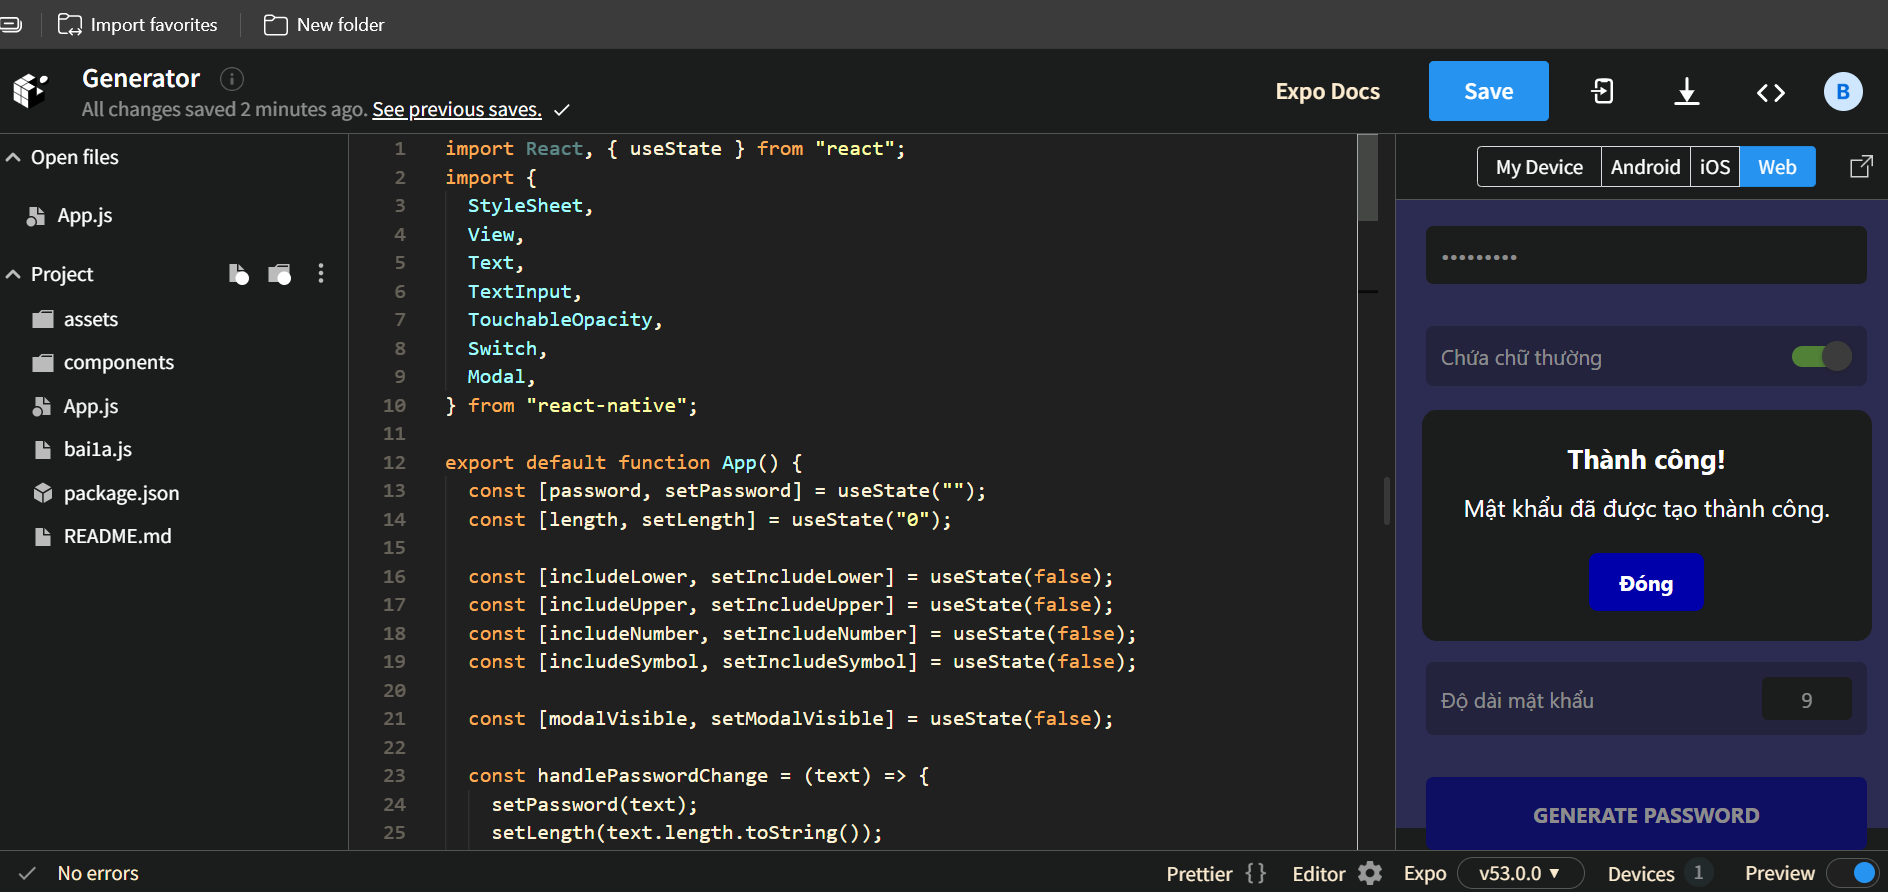 Import favorites
New folder
Generator
All changes saved 2 minutes ago. See previous saves.
Expo Docs
Save
B
Open files
App.js
Project
assets
components
App.js
bai1a.js
package.json
README.md
1 import React, { useState } from "react";
2 import {
3 StyleSheet,
4 View,
5 Text,
6 TextInput,
7 TouchableOpacity,
8 Switch,
9 Modal,
10 } from "react-native";
11
12 export default function App() {
13 const [password, setPassword] = useState("");
14 const [length, setLength] = useState("0");
15
16 const [includeLower, setIncludeLower] = useState(false);
17 const [includeUpper, setIncludeUpper] = useState(false);
18 const [includeNumber, setIncludeNumber] = useState(false);
19 const [includeSymbol, setIncludeSymbol] = useState(false);
20
21 const [modalVisible, setModalVisible] = useState(false);
22
23 const handlePasswordChange = (text) => {
24 setPassword(text);
25 setLength(text.length.toString());
My Device Android iOS Web
•••••••••
Chứa chữ thường
Thành công!
Mật khẩu đã được tạo thành công.
Đóng
Độ dài mật khẩu 9
GENERATE PASSWORD
No errors
Prettier {} Editor Expo v53.0.0 ▼ Devices 1 Preview